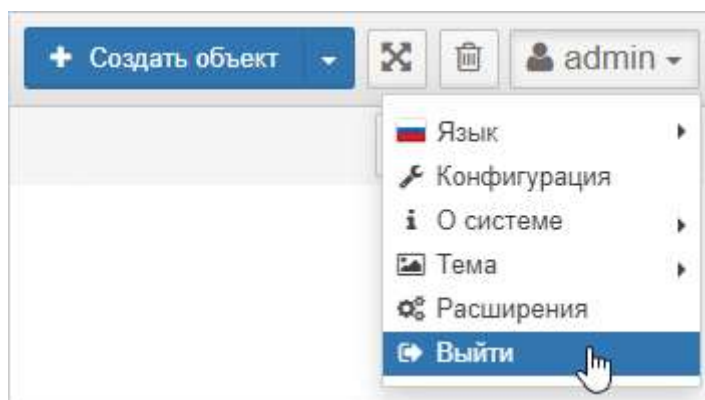 Создать объект
admin
Язык
Конфигурация
О системе
Тема
Расширения
Выйти